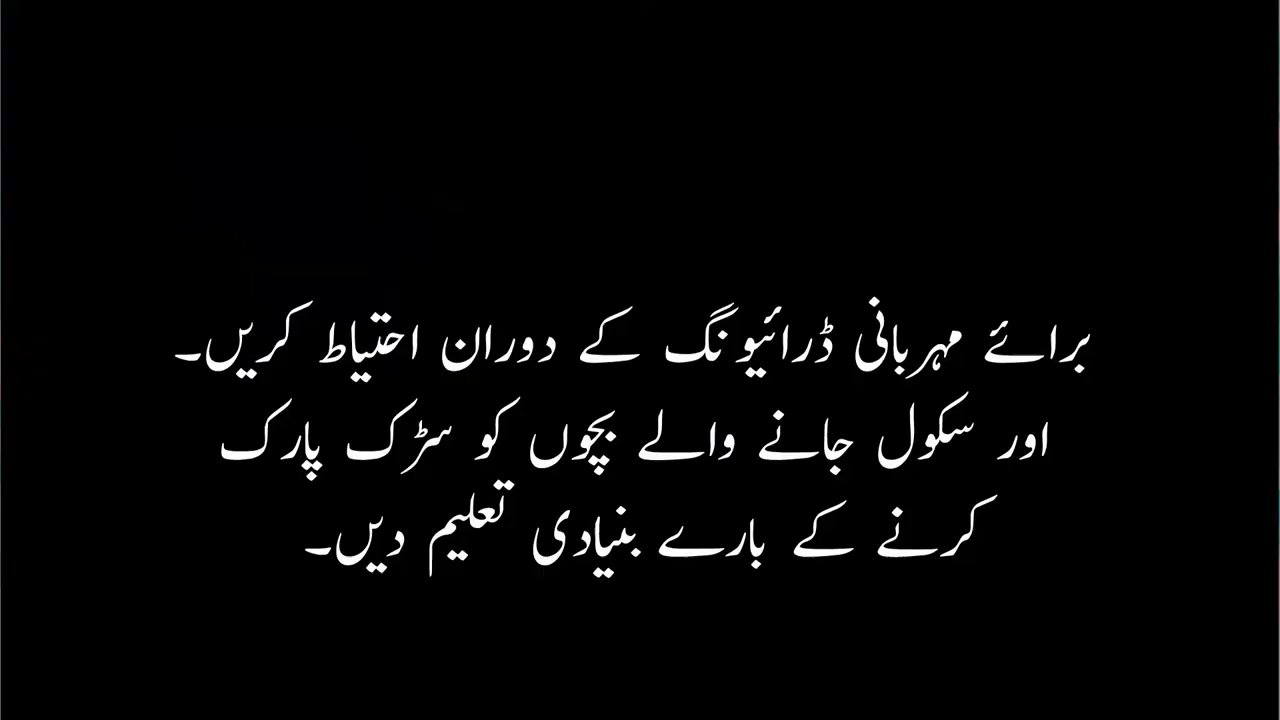 برائے مہربانی ڈرائیونگ کے دوران احتیاط کریں۔
اور سکول جانے والے بچوں کو سڑک پارک
کرنے کے بارے بنیادی تعلیم دیں۔